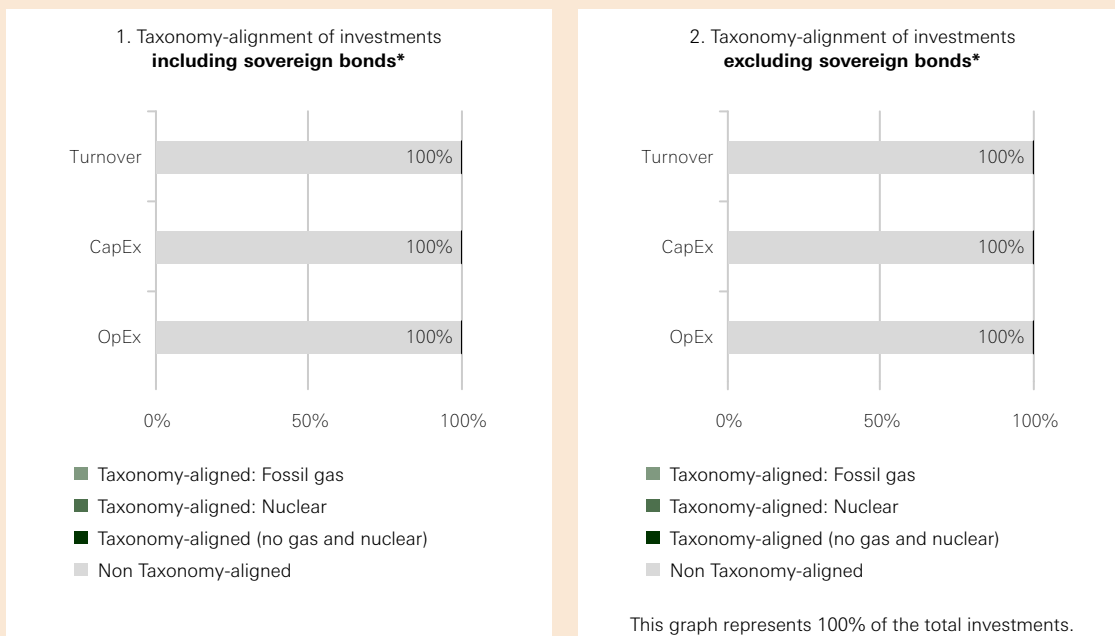 1. Taxonomy-alignment of investments
including sovereign bonds*
Turnover
100%
CapEx
100%
OpEx
100%
0%
50%
100%
Taxonomy-aligned: Fossil gas
Taxonomy-aligned: Nuclear
Taxonomy-aligned (no gas and nuclear)
Non Taxonomy-aligned
2. Taxonomy-alignment of investments
excluding sovereign bonds*
Turnover
100%
CapEx
100%
OpEx
100%
0%
50%
100%
Taxonomy-aligned: Fossil gas
Taxonomy-aligned: Nuclear
Taxonomy-aligned (no gas and nuclear)
Non Taxonomy-aligned
This graph represents 100% of the total investments.